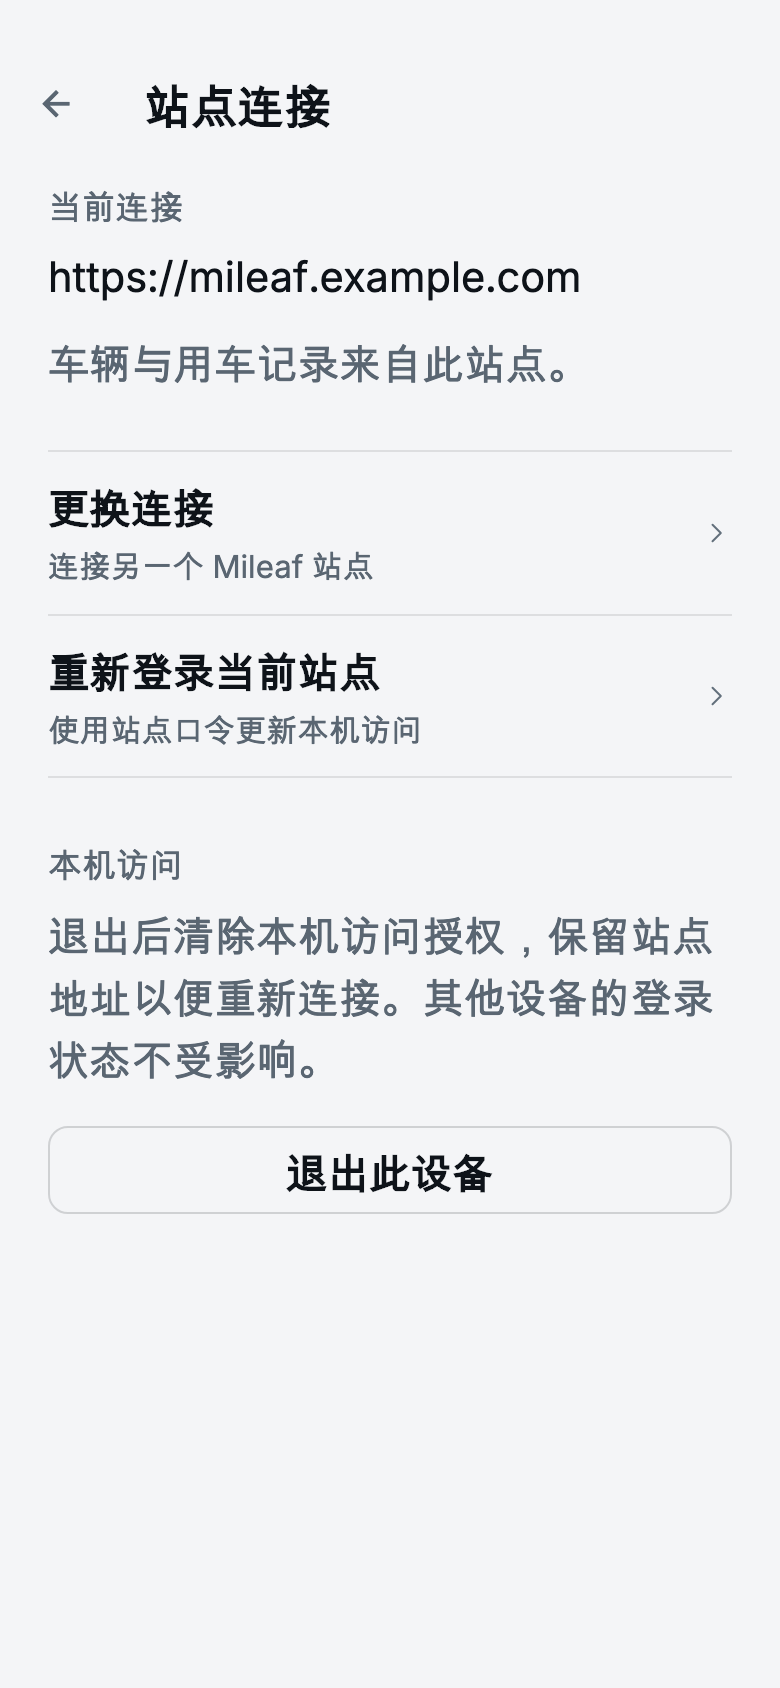 站点连接
当前连接
https://mileaf.example.com
车辆与用车记录来自此站点。
更换连接
连接另一个 Mileaf 站点
重新登录当前站点
使用站点口令更新本机访问
本机访问
退出后清除本机访问授权，保留站点
地址以便重新连接。其他设备的登录
状态不受影响。
退出此设备